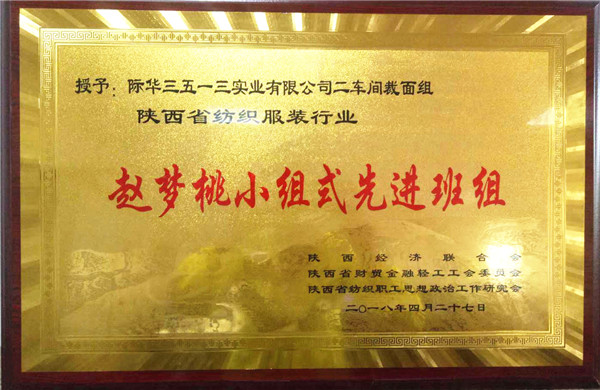 授予：际华三五一三实业有限公司二车间裁面组
陕西省纺织服装行业
赵梦桃小组式先进班组
陕西经济联合会
陕西省财贸金融轻工工会委员会
陕西省纺织职工思想政治工作研究会
二〇一八年四月二十七日